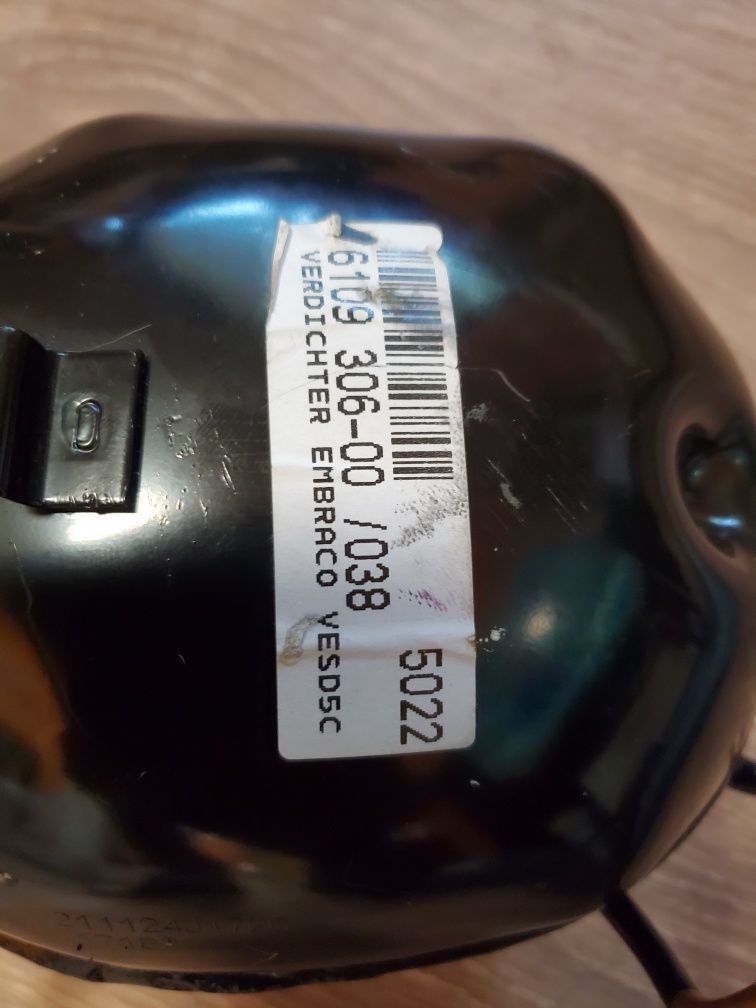 5022
6109 306-00 /038
VERDICHTER EMBRACO VESD5C